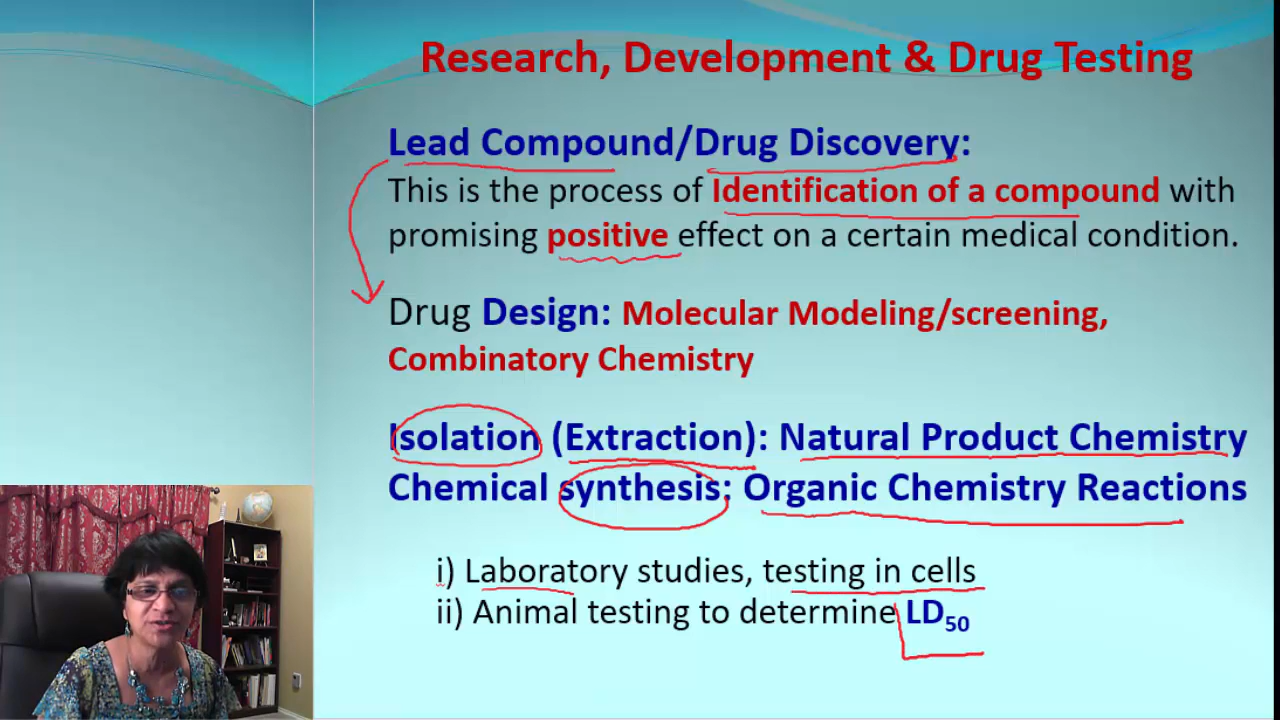 Research, Development & Drug Testing
Lead Compound/Drug Discovery:
This is the process of Identification of a compound with
promising positive effect on a certain medical condition.
Drug Design: Molecular Modeling/screening,
Combinatory Chemistry
Isolation (Extraction): Natural Product Chemistry
Chemical synthesis: Organic Chemistry Reactions
i) Laboratory studies, testing in cells
ii) Animal testing to determine LD50